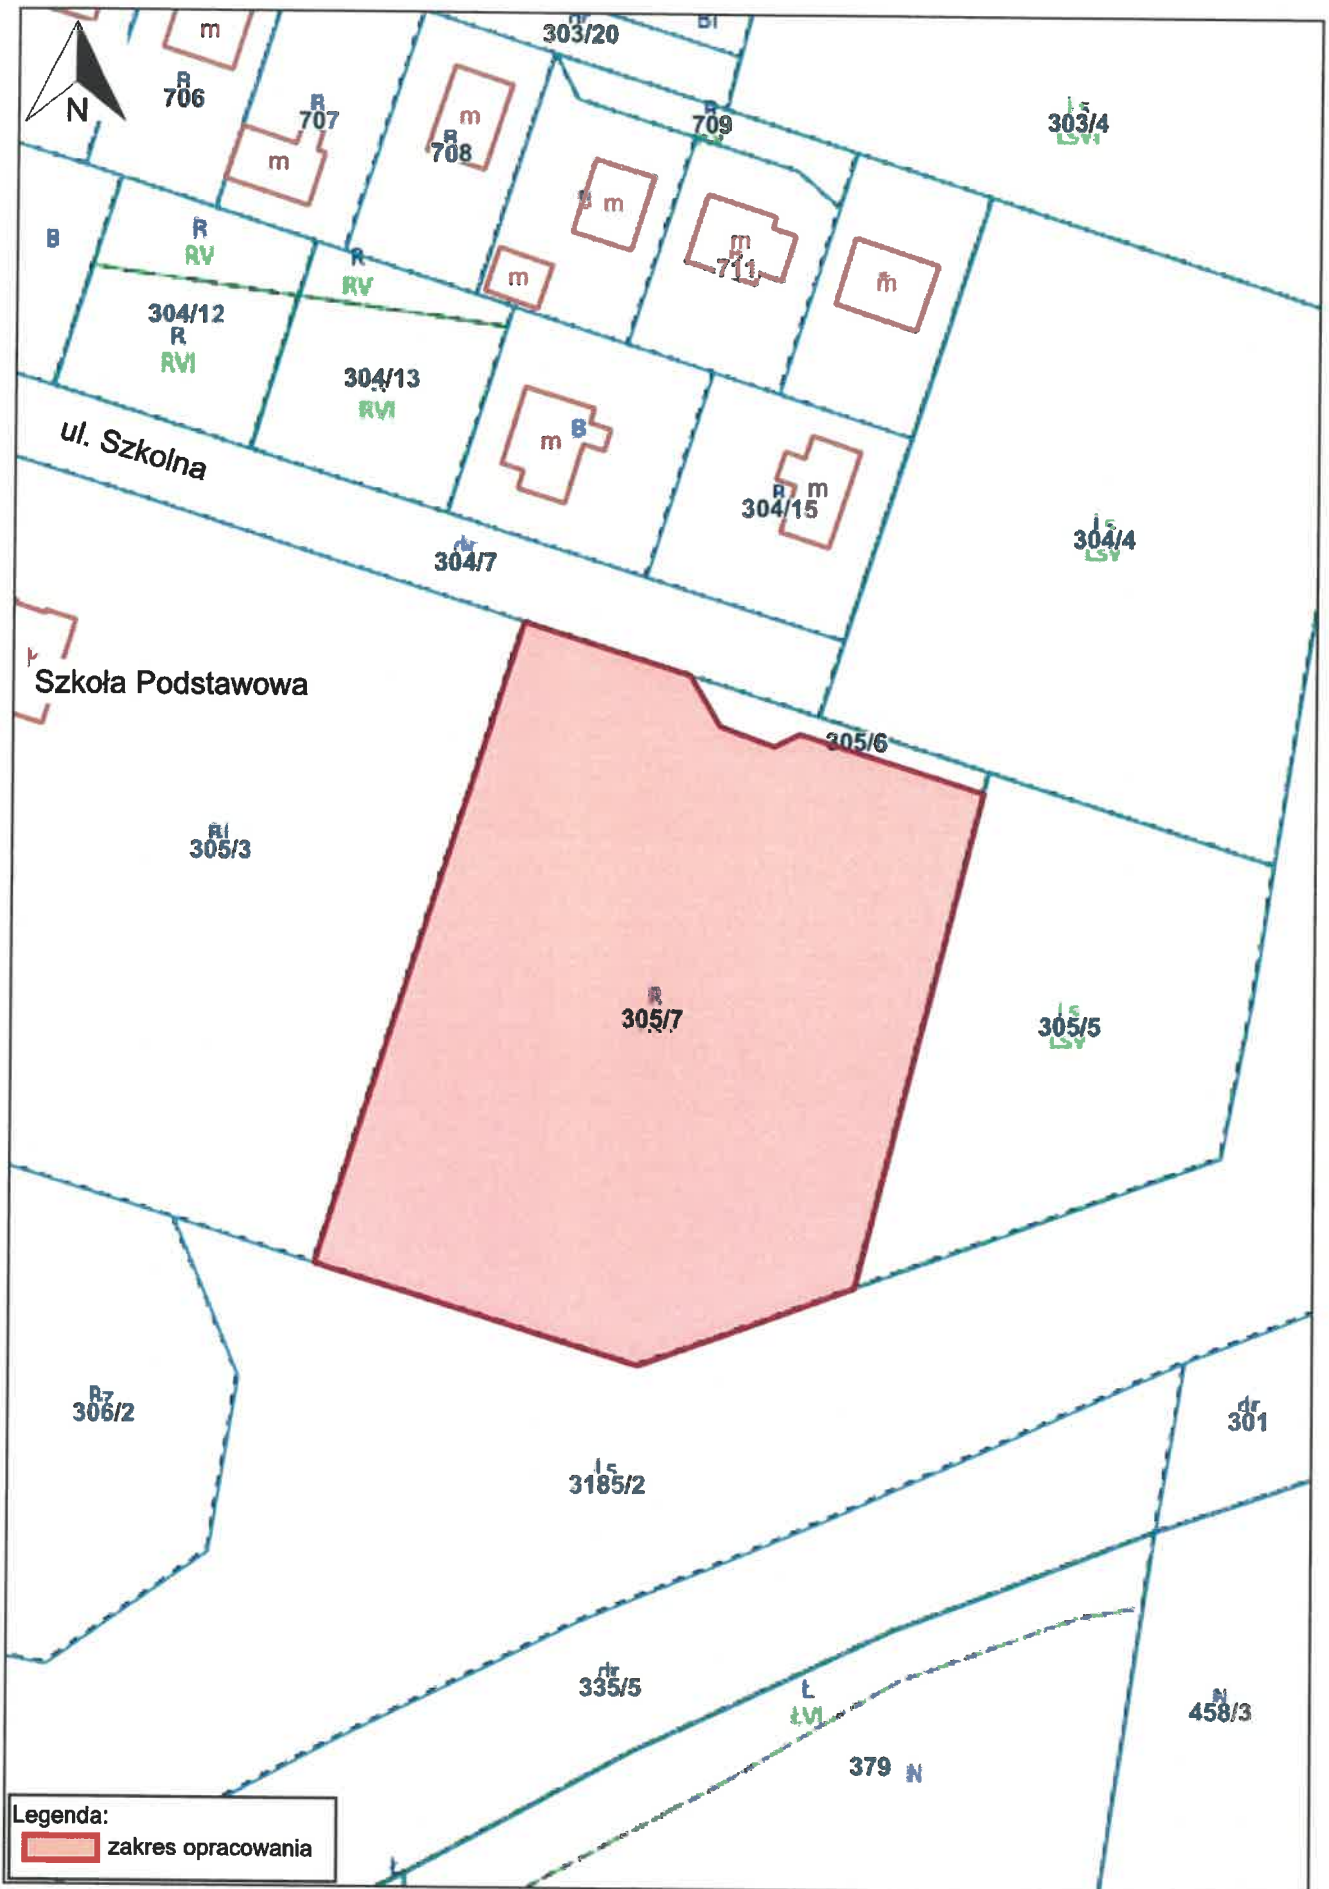 303/20
m
N
R
706
R
707
m
m
R
708
R
709
m
m
m
711
m
Ls
303/4
LSVI
B
R
RV
R
RV
304/12
R
RVI
304/13
RVI
ul. Szkolna
m
B
R
m
304/15
dr
304/7
Ls
304/4
LSV
Szkoła Podstawowa
305/6
305/3
R
305/7
Ls
305/5
LSV
Rz
306/2
dr
301
Ls
3185/2
dr
335/5
Ł
ŁVI
N
458/3
379 N
Ł
Legenda:
zakres opracowania